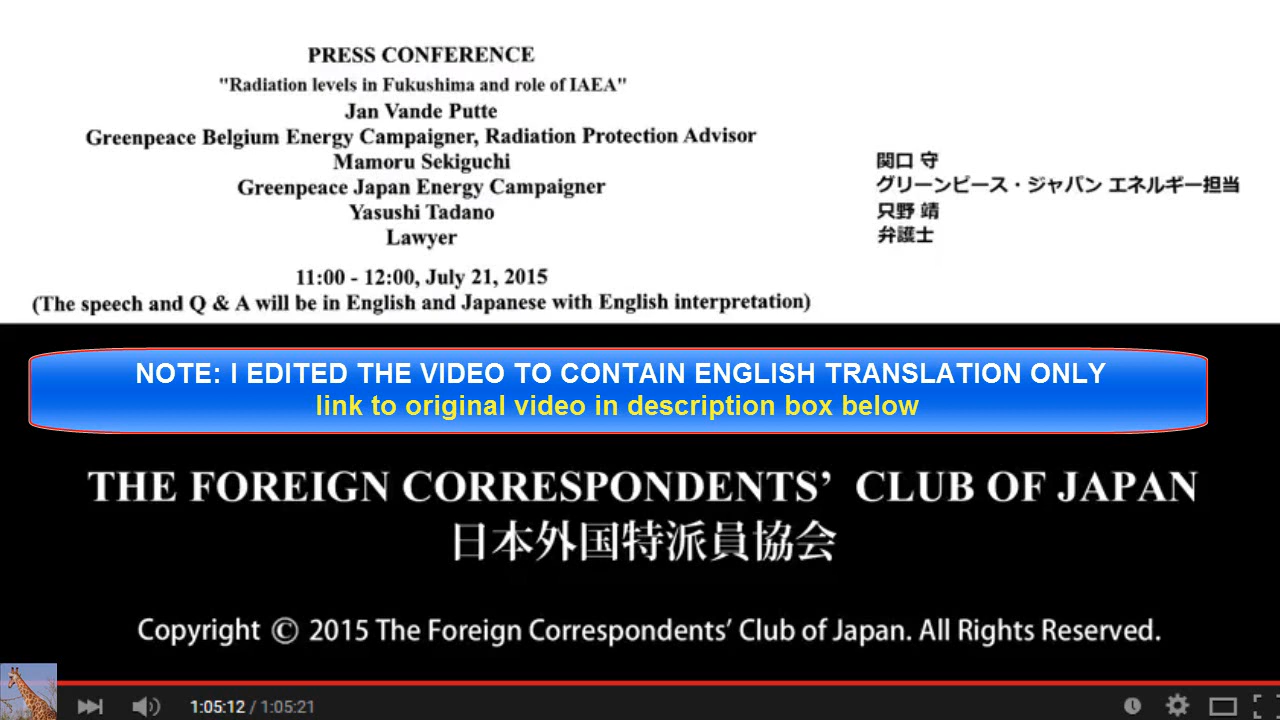 PRESS CONFERENCE
"Radiation levels in Fukushima and role of IAEA"
Jan Vande Putte
Greenpeace Belgium Energy Campaigner, Radiation Protection Advisor
Mamoru Sekiguchi
Greenpeace Japan Energy Campaigner
Yasushi Tadano
Lawyer
11:00 - 12:00, July 21, 2015
(The speech and Q & A will be in English and Japanese with English interpretation)
関口 守
グリーンピース・ジャパン エネルギー担当
只野 靖
弁護士
NOTE: I EDITED THE VIDEO TO CONTAIN ENGLISH TRANSLATION ONLY
link to original video in description box below
THE FOREIGN CORRESPONDENTS’ CLUB OF JAPAN
日本外国特派員協会
Copyright © 2015 The Foreign Correspondents’ Club of Japan. All Rights Reserved.
1:05:12 / 1:05:21